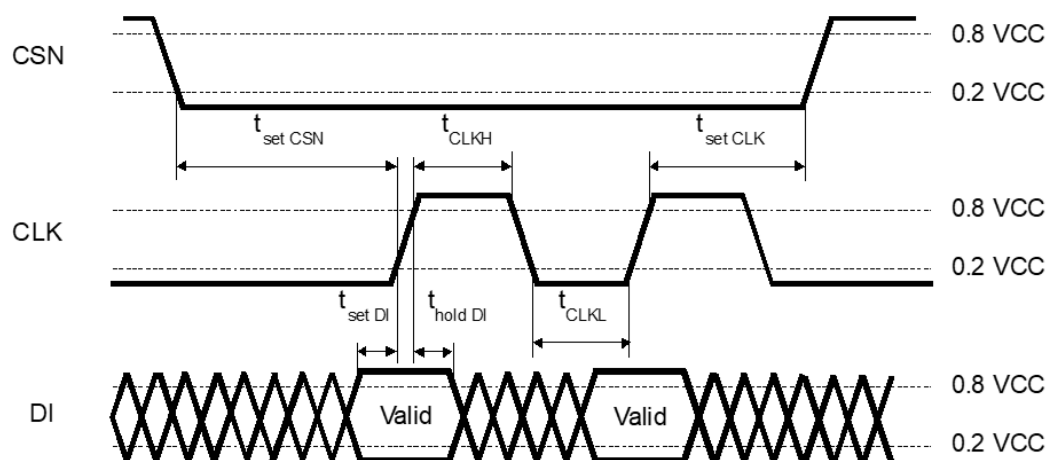 CSN
0.8 VCC
0.2 VCC
t set CSN
t CLKH
t set CLK
CLK
0.8 VCC
0.2 VCC
t set DI
t hold DI
t CLKL
DI
Valid
Valid
0.8 VCC
0.2 VCC